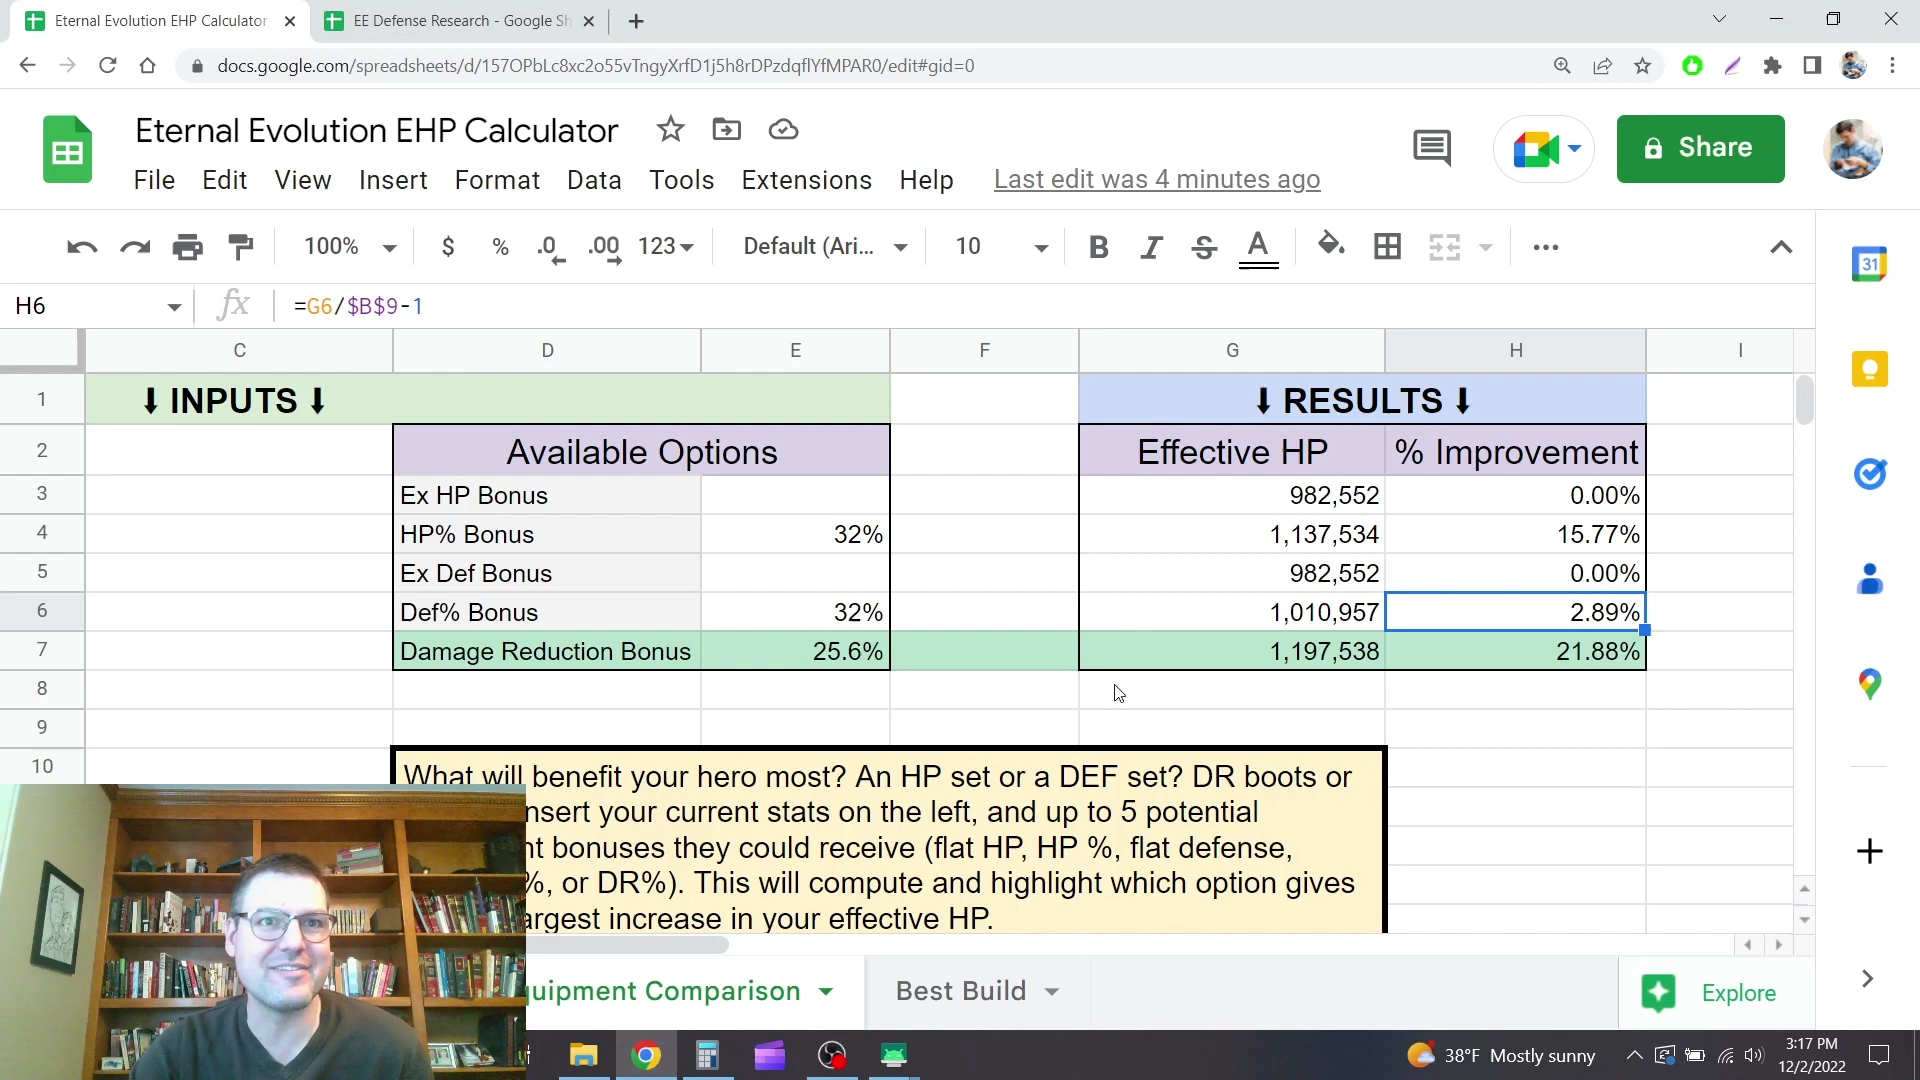 Eternal Evolution EHP Calculator
EE Defense Research - Google Sh
docs.google.com/spreadsheets/d/157OPbLc8xc2o55vTngyXrfD1j5h8rDPzdqflYfMPAR0/edit#gid=0
Eternal Evolution EHP Calculator
Share
File Edit View Insert Format Data Tools Extensions Help Last edit was 4 minutes ago
100% $ % .0 .00 123 Default (Ari... 10 B I S A
31
H6 fx =G6/$B$9-1
C D E F G H I
1 ⬇ INPUTS ⬇ ⬇ RESULTS ⬇
2 Available Options Effective HP % Improvement
3 Ex HP Bonus 982,552 0.00%
4 HP% Bonus 32% 1,137,534 15.77%
5 Ex Def Bonus 982,552 0.00%
6 Def% Bonus 32% 1,010,957 2.89%
7 Damage Reduction Bonus 25.6% 1,197,538 21.88%
8
9
10
What will benefit your hero most? An HP set or a DEF set? DR boots or
nsert your current stats on the left, and up to 5 potential
nt bonuses they could receive (flat HP, HP %, flat defense,
%, or DR%). This will compute and highlight which option gives
argest increase in your effective HP.
uipment Comparison Best Build Explore
38°F Mostly sunny
3:17 PM
12/2/2022